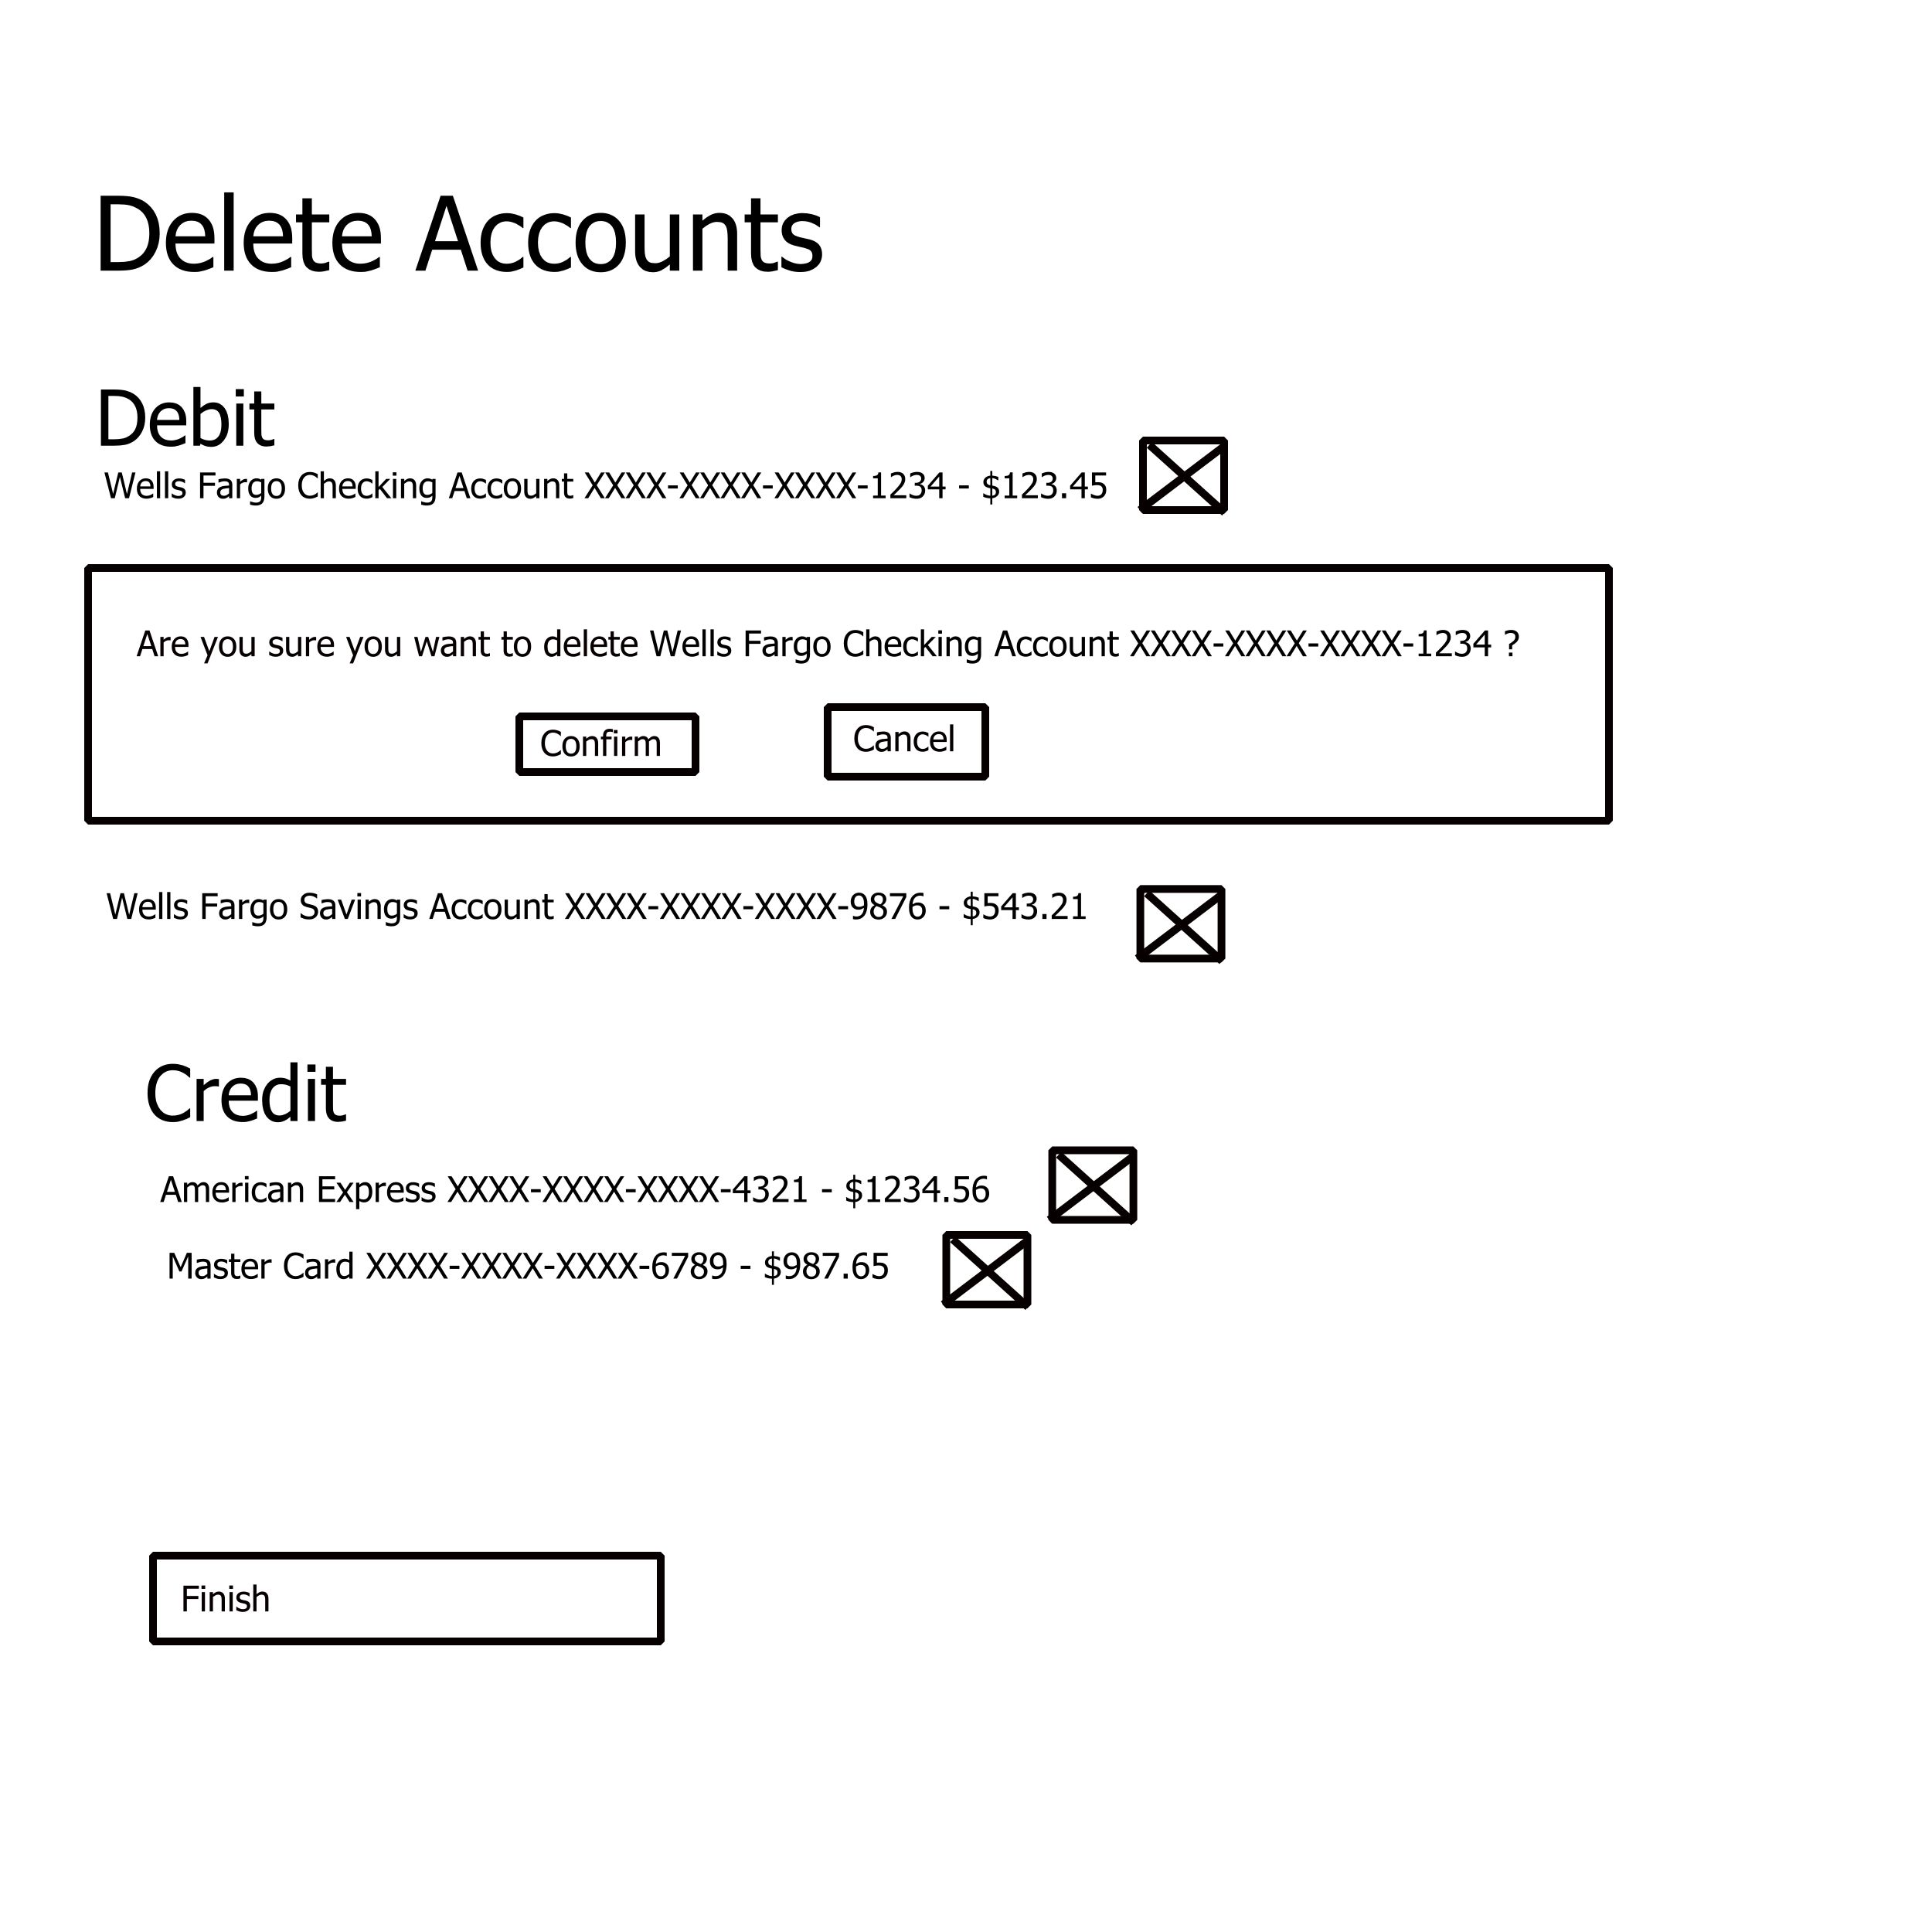 Delete Accounts
Debit
Wells Fargo Checking Account XXXX-XXXX-XXXX-1234 - $123.45
Are you sure you want to delete Wells Fargo Checking Account XXXX-XXXX-XXXX-1234 ?
Confirm
Cancel
Wells Fargo Savings Account XXXX-XXXX-XXXX-9876 - $543.21
Credit
American Express XXXX-XXXX-XXXX-4321 - $1234.56
Master Card XXXX-XXXX-XXXX-6789 - $987.65
Finish